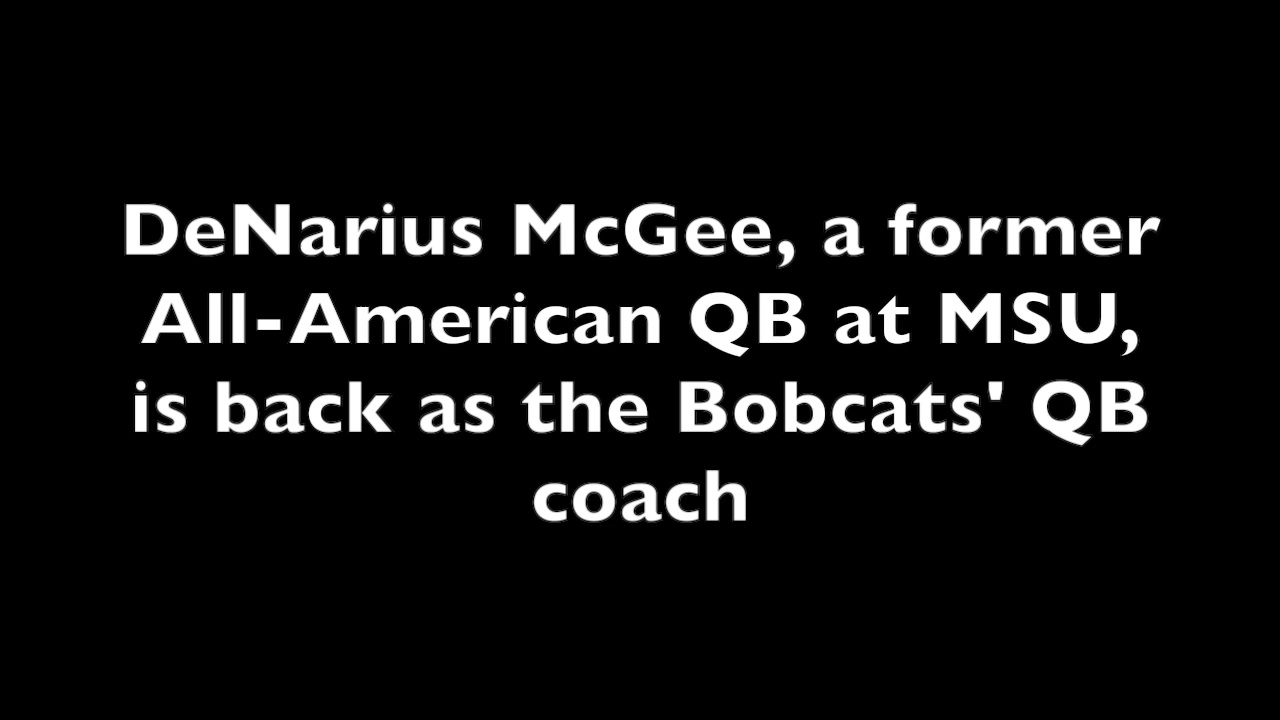 DeNarius McGee, a former
All-American QB at MSU,
is back as the Bobcats' QB
coach